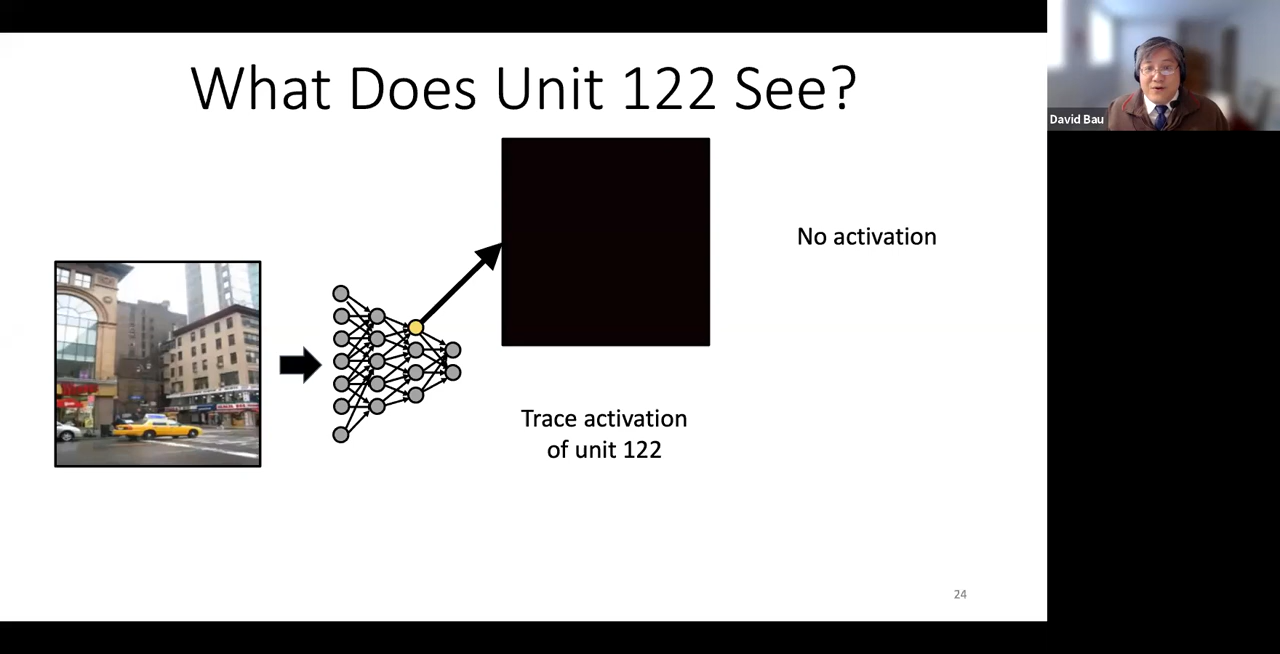 What Does Unit 122 See?
David Bau
No activation
Trace activation
of unit 122
24